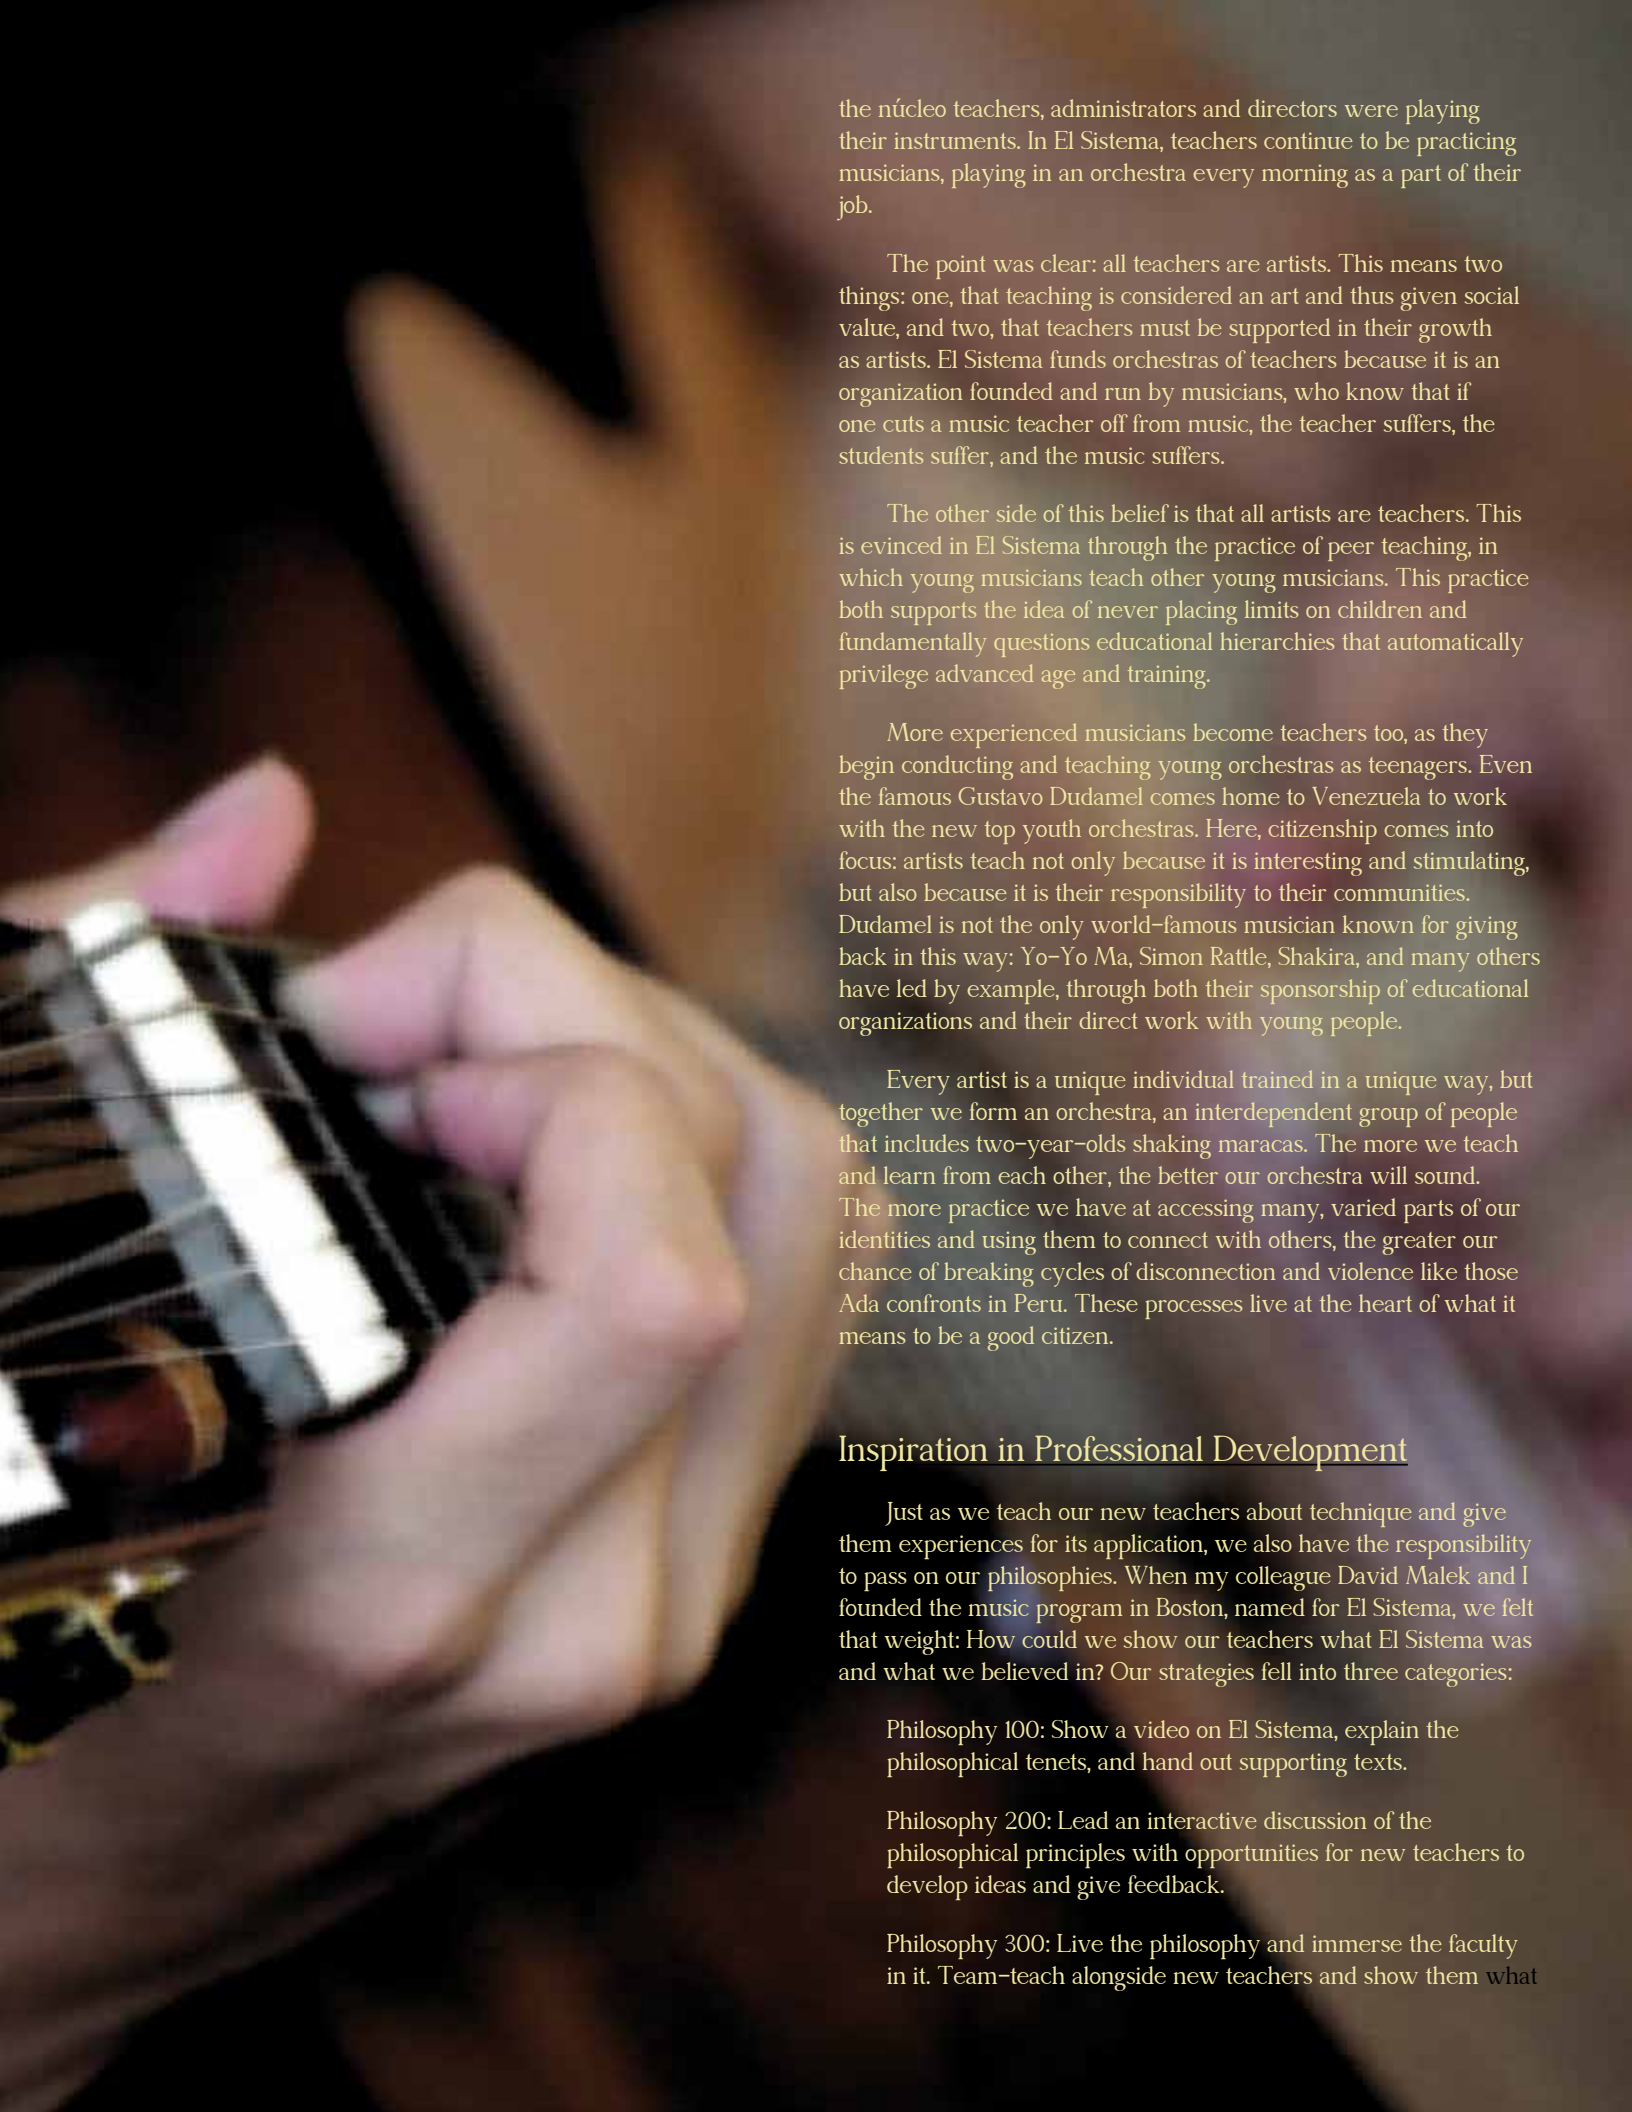 the núcleo teachers, administrators and directors were playing
their instruments. In El Sistema, teachers continue to be practicing
musicians, playing in an orchestra every morning as a part of their
job.
The point was clear: all teachers are artists. This means two
things: one, that teaching is considered an art and thus given social
value, and two, that teachers must be supported in their growth
as artists. El Sistema funds orchestras of teachers because it is an
organization founded and run by musicians, who know that if
one cuts a music teacher off from music, the teacher suffers, the
students suffer, and the music suffers.
The other side of this belief is that all artists are teachers. This
is evinced in El Sistema through the practice of peer teaching, in
which young musicians teach other young musicians. This practice
both supports the idea of never placing limits on children and
fundamentally questions educational hierarchies that automatically
privilege advanced age and training.
More experienced musicians become teachers too, as they
begin conducting and teaching young orchestras as teenagers. Even
the famous Gustavo Dudamel comes home to Venezuela to work
with the new top youth orchestras. Here, citizenship comes into
focus: artists teach not only because it is interesting and stimulating,
but also because it is their responsibility to their communities.
Dudamel is not the only world-famous musician known for giving
back in this way: Yo-Yo Ma, Simon Rattle, Shakira, and many others
have led by example, through both their sponsorship of educational
organizations and their direct work with young people.
Every artist is a unique individual trained in a unique way, but
together we form an orchestra, an interdependent group of people
that includes two-year-olds shaking maracas. The more we teach
and learn from each other, the better our orchestra will sound.
The more practice we have at accessing many, varied parts of our
identities and using them to connect with others, the greater our
chance of breaking cycles of disconnection and violence like those
Ada confronts in Peru. These processes live at the heart of what it
means to be a good citizen.
Inspiration in Professional Development
Just as we teach our new teachers about technique and give
them experiences for its application, we also have the responsibility
to pass on our philosophies. When my colleague David Malek and I
founded the music program in Boston, named for El Sistema, we felt
that weight: How could we show our teachers what El Sistema was
and what we believed in? Our strategies fell into three categories:
Philosophy 100: Show a video on El Sistema, explain the
philosophical tenets, and hand out supporting texts.
Philosophy 200: Lead an interactive discussion of the
philosophical principles with opportunities for new teachers to
develop ideas and give feedback.
Philosophy 300: Live the philosophy and immerse the faculty
in it. Team-teach alongside new teachers and show them what